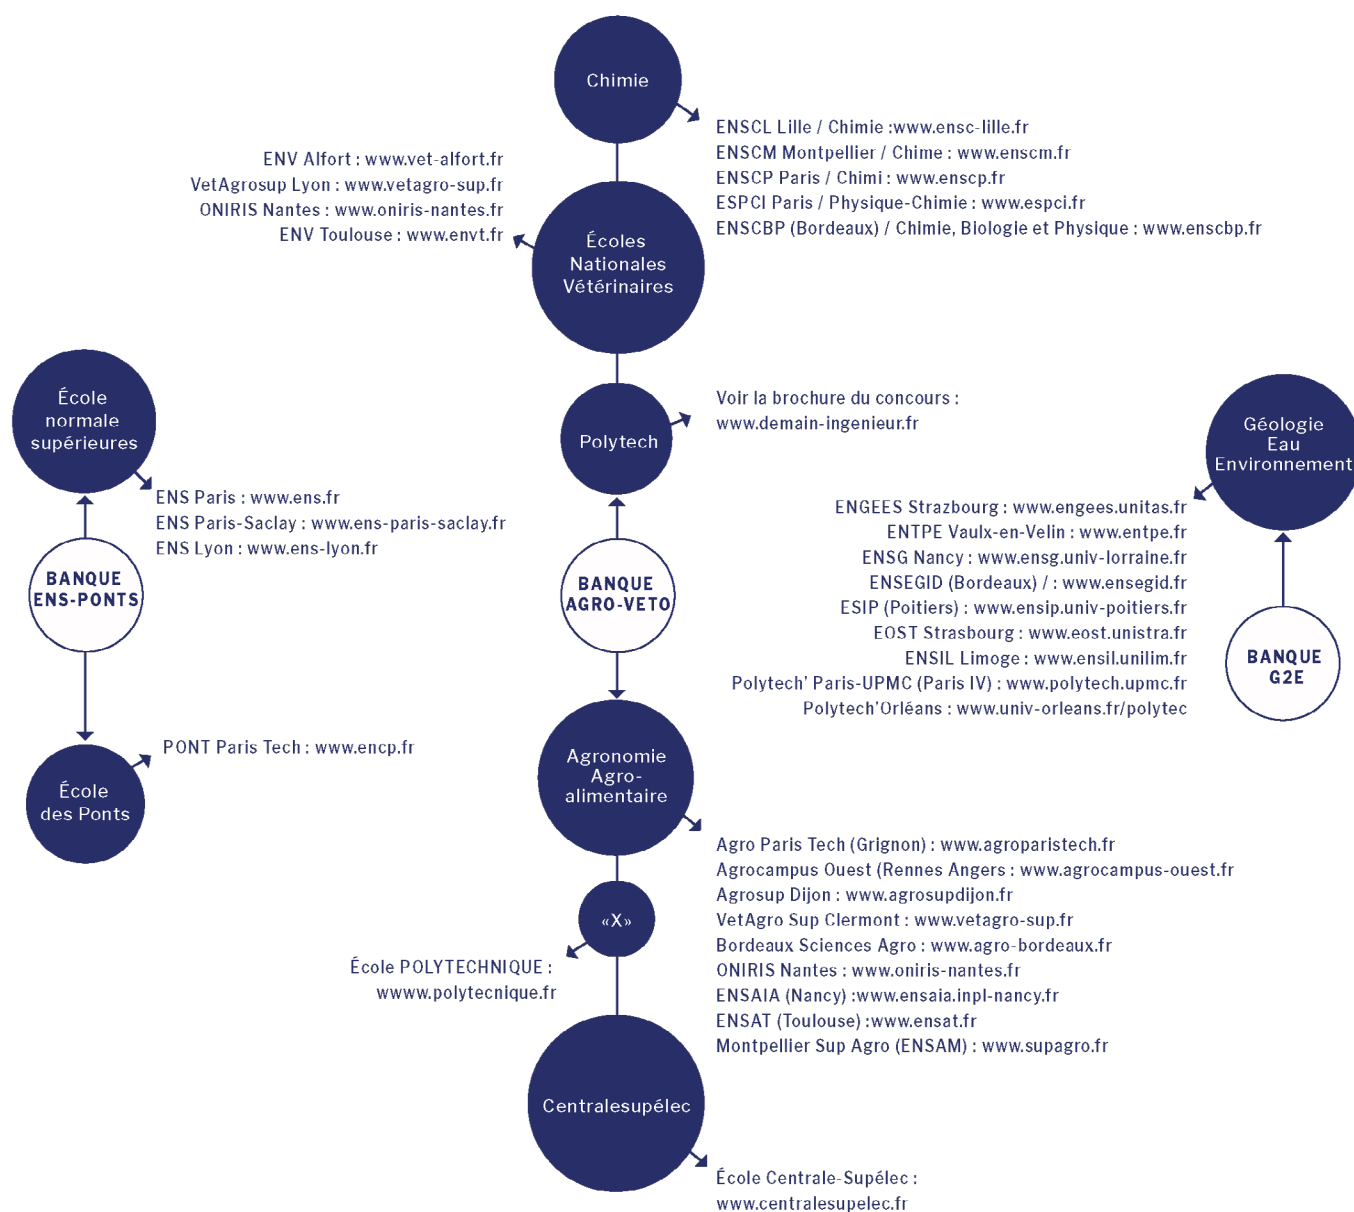 Chimie
ENSCL Lille / Chimie :www.ensc-lille.fr
ENSCM Montpellier / Chime : www.enscm.fr
ENSCP Paris / Chimi : www.enscp.fr
ESPCI Paris / Physique-Chimie : www.espci.fr
ENSCBP (Bordeaux) / Chimie, Biologie et Physique : www.enscbp.fr
ENV Alfort : www.vet-alfort.fr
VetAgrosup Lyon : www.vetagro-sup.fr
ONIRIS Nantes : www.oniris-nantes.fr
ENV Toulouse : www.envt.fr
Écoles
Nationales
Vétérinaires
École
normale
supérieures
ENS Paris : www.ens.fr
ENS Paris-Saclay : www.ens-paris-saclay.fr
ENS Lyon : www.ens-lyon.fr
BANQUE
ENS-PONTS
PONT Paris Tech : www.encp.fr
École
des Ponts
Polytech
Voir la brochure du concours :
www.demain-ingenieur.fr
BANQUE
AGRO-VETO
Agronomie
Agro-
alimentaire
Agro Paris Tech (Grignon) : www.agroparistech.fr
Agrocampus Ouest (Rennes Angers : www.agrocampus-ouest.fr
Agrosup Dijon : www.agrosupdijon.fr
VetAgro Sup Clermont : www.vetagro-sup.fr
Bordeaux Sciences Agro : www.agro-bordeaux.fr
ONIRIS Nantes : www.oniris-nantes.fr
ENSAIA (Nancy) :www.ensaia.inpl-nancy.fr
ENSAT (Toulouse) :www.ensat.fr
Montpellier Sup Agro (ENSAM) : www.supagro.fr
«X»
École POLYTECHNIQUE :
wwww.polytecnique.fr
Centralesupélec
École Centrale-Supélec :
www.centralesupelec.fr
Géologie
Eau
Environnement
ENGEES Strazbourg : www.engees.unitas.fr
ENTPE Vaulx-en-Velin : www.entpe.fr
ENSG Nancy : www.ensg.univ-lorraine.fr
ENSEGID (Bordeaux) / : www.ensegid.fr
ESIP (Poitiers) : www.ensip.univ-poitiers.fr
EOST Strasbourg : www.eost.unistra.fr
ENSIL Limoge : www.ensil.unilim.fr
Polytech' Paris-UPMC (Paris IV) : www.polytech.upmc.fr
Polytech'Orléans : www.univ-orleans.fr/polytec
BANQUE
G2E